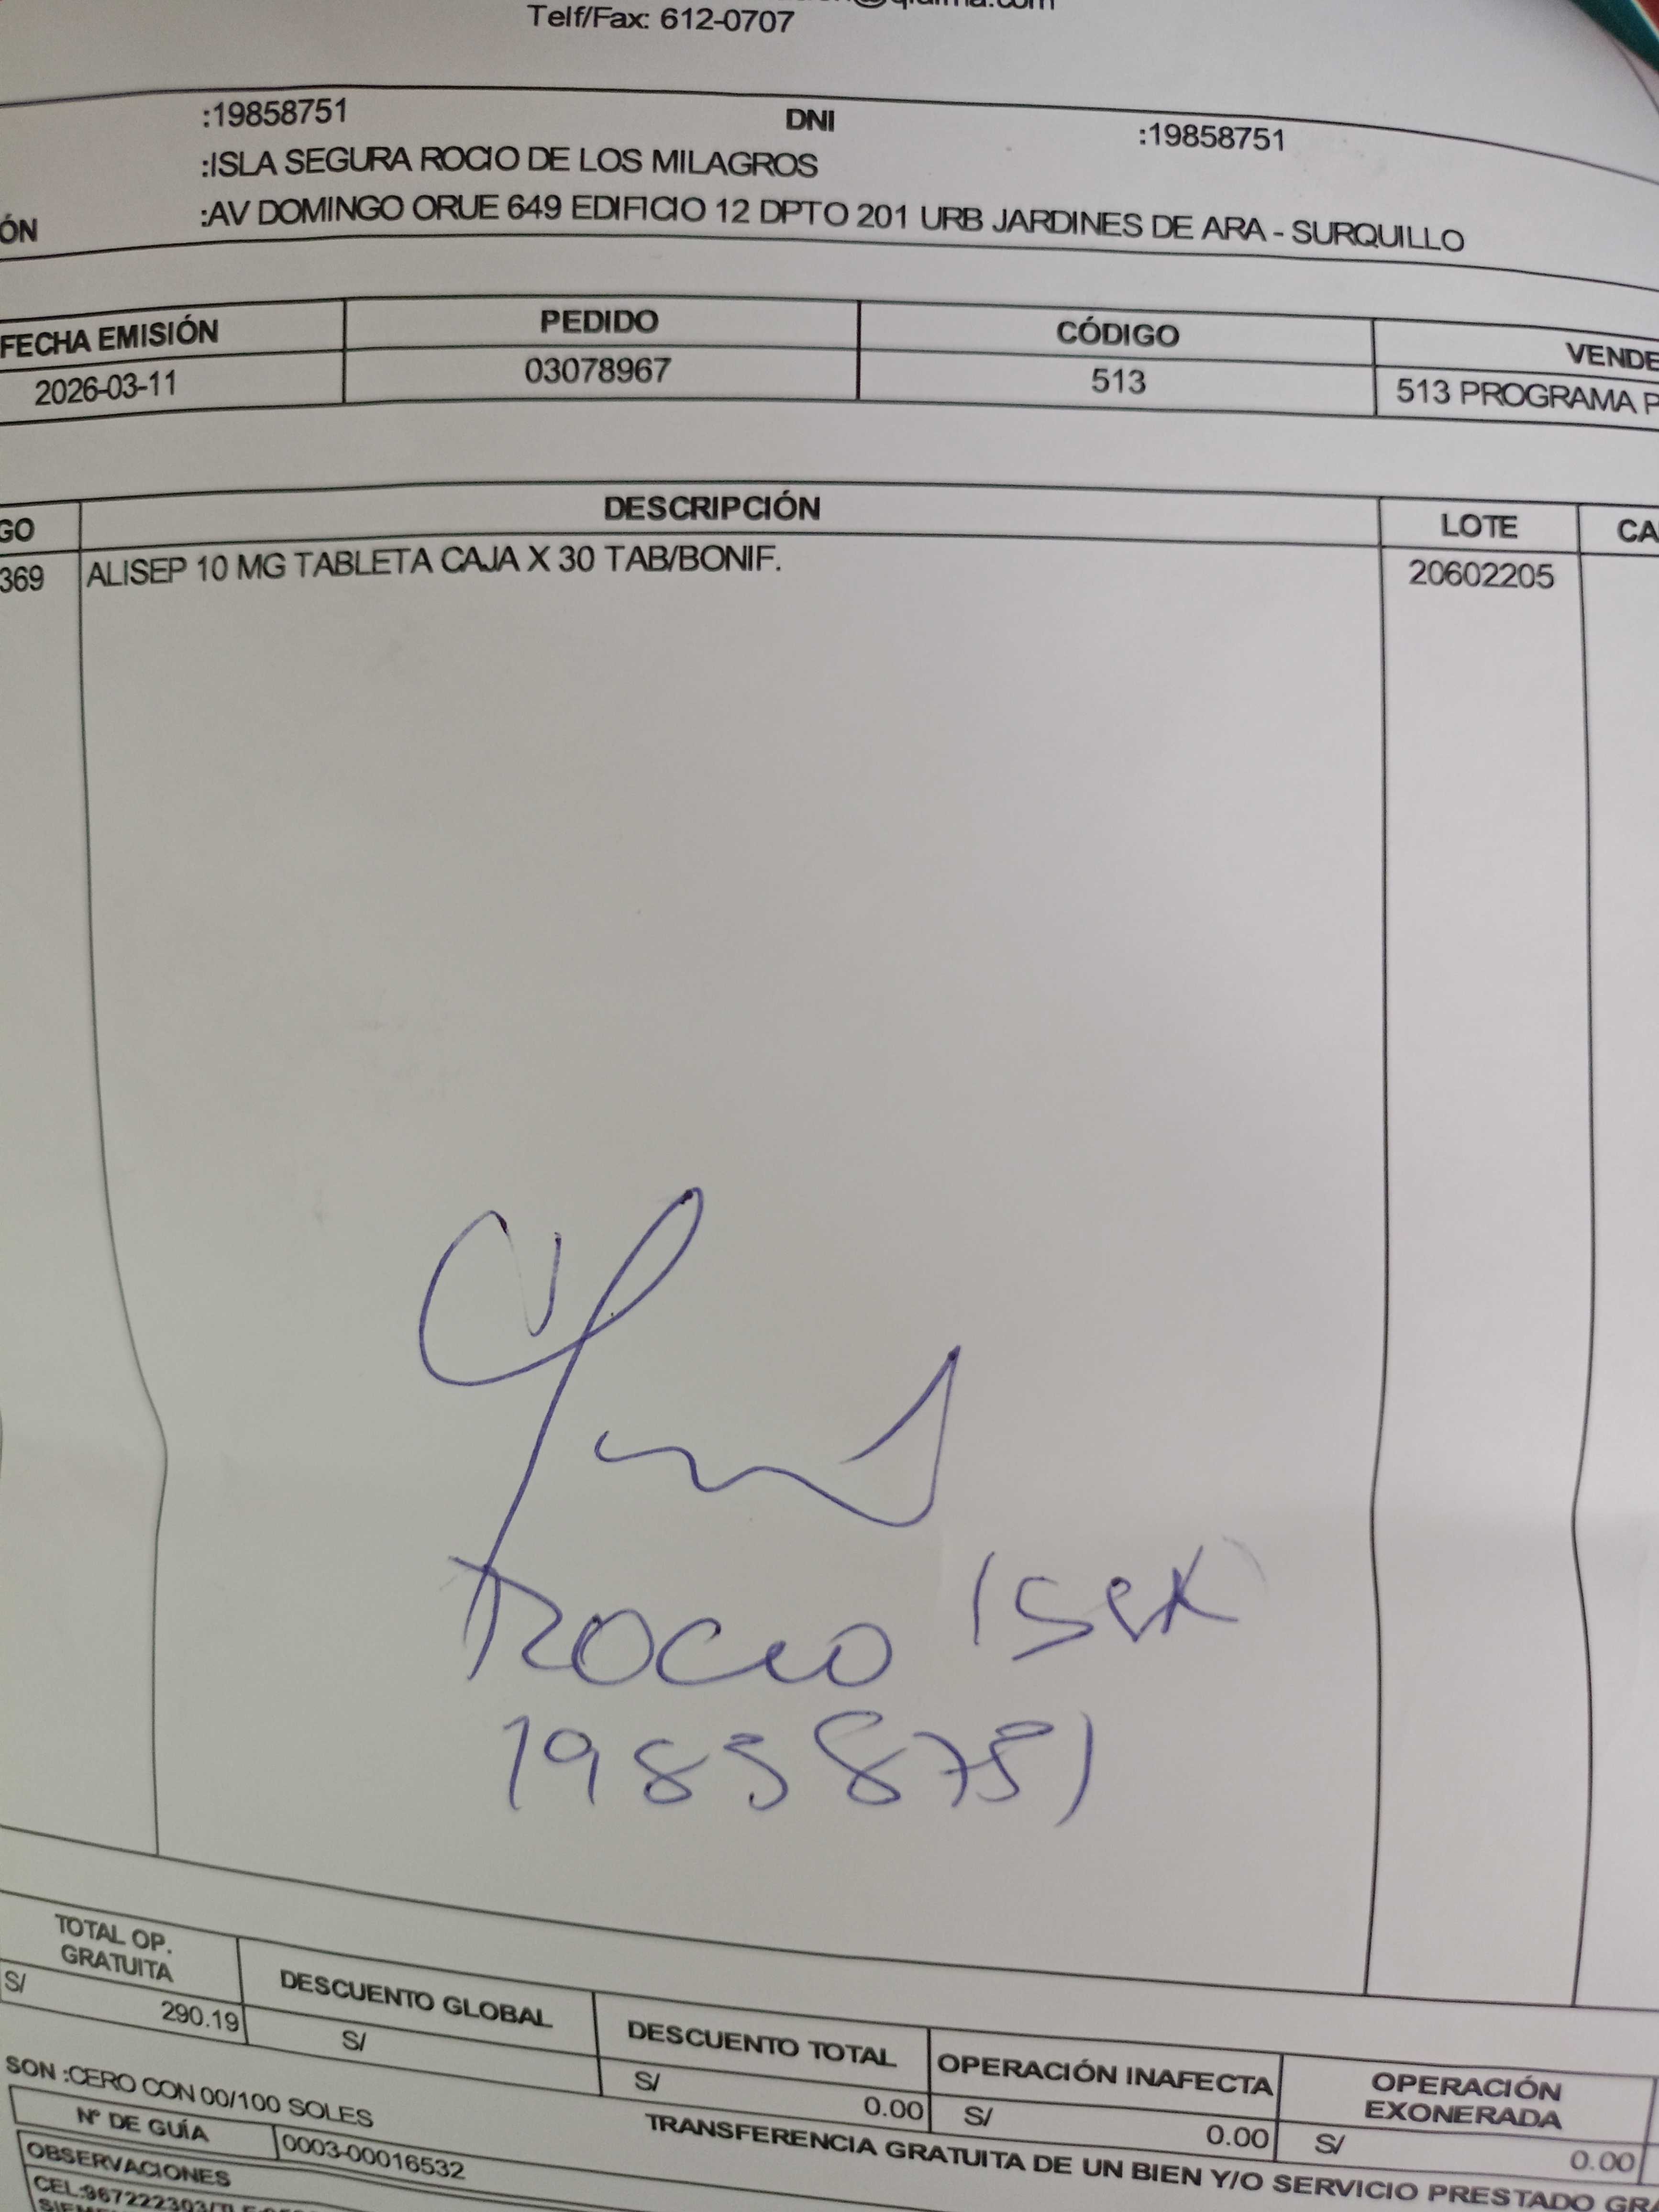 Telf/Fax: 612-0707
:19858751 DNI :19858751
:ISLA SEGURA ROCIO DE LOS MILAGROS
ÓN :AV DOMINGO ORUE 649 EDIFICIO 12 DPTO 201 URB JARDINES DE ARA - SURQUILLO
FECHA EMISIÓN PEDIDO CÓDIGO VENDE
2026-03-11 03078967 513 513 PROGRAMA P
GO DESCRIPCIÓN LOTE CA
369 ALISEP 10 MG TABLETA CAJA X 30 TAB/BONIF. 20602205
ROCIO
19858751
TOTAL OP. GRATUITA DESCUENTO GLOBAL DESCUENTO TOTAL OPERACIÓN INAFECTA OPERACIÓN EXONERADA
S/ 290.19 S/ S/ 0.00 S/ 0.00 S/ 0.00
SON :CERO CON 00/100 SOLES
TRANSFERENCIA GRATUITA DE UN BIEN Y/O SERVICIO PRESTADO GRA
Nº DE GUÍA 0003-00016532
OBSERVACIONES